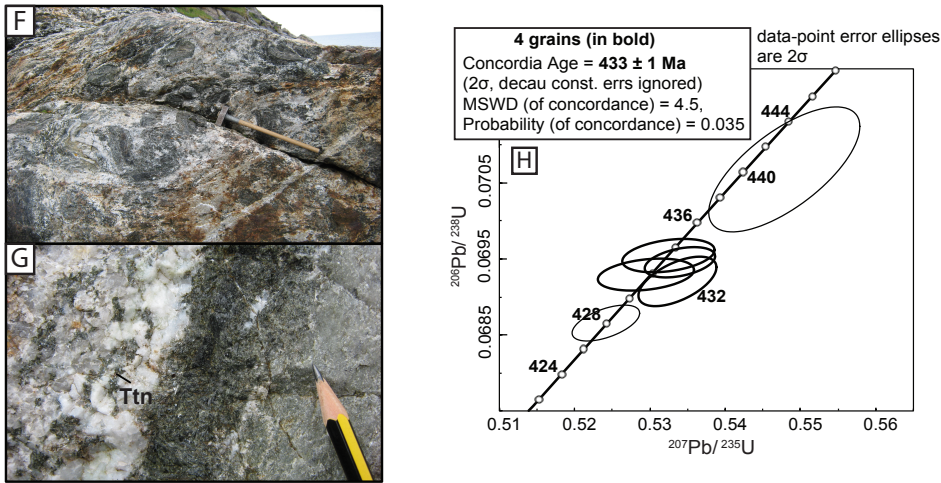 F
G
Ttn
4 grains (in bold)
Concordia Age = 433 ± 1 Ma
(2σ, decau const. errs ignored)
MSWD (of concordance) = 4.5,
Probability (of concordance) = 0.035
data-point error ellipses
are 2σ
H
444
440
436
432
428
424
0.0705
0.0695
0.0685
206Pb/ 238U
0.51 0.52 0.53 0.54 0.55 0.56
207Pb/ 235U